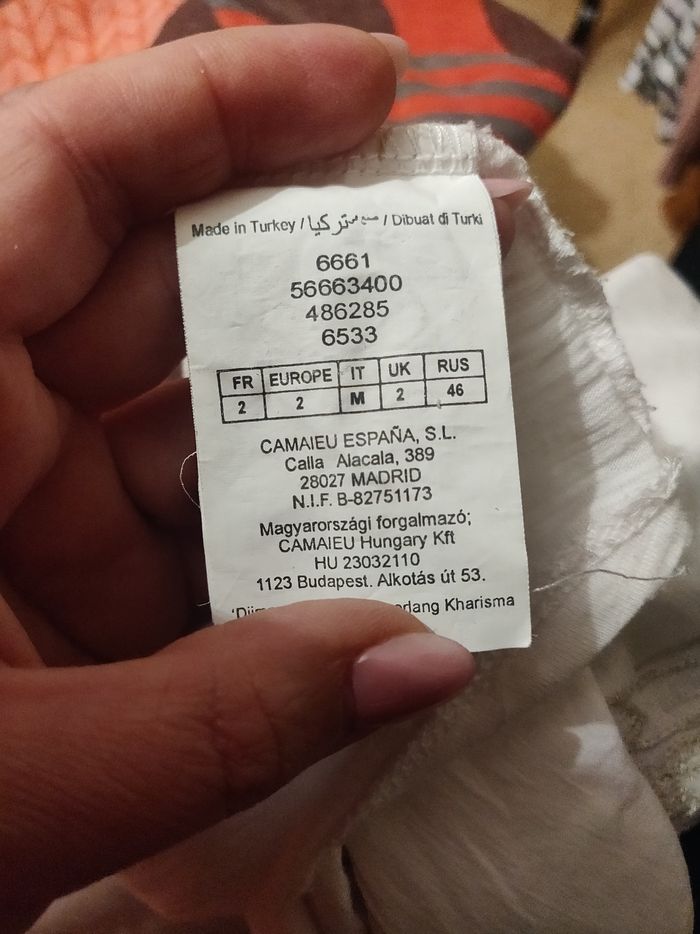 Made in Turkey / صنع تركيا / Dibuat di Turki
6661
56663400
486285
6533
FR EUROPE IT UK RUS
2 2 M 2 46
CAMAIEU ESPAÑA, S.L.
Calla Alacala, 389
28027 MADRID
N.I.F. B-82751173
Magyarországi forgalmazó;
CAMAIEU Hungary Kft
HU 23032110
1123 Budapest. Alkotás út 53.
Kharisma